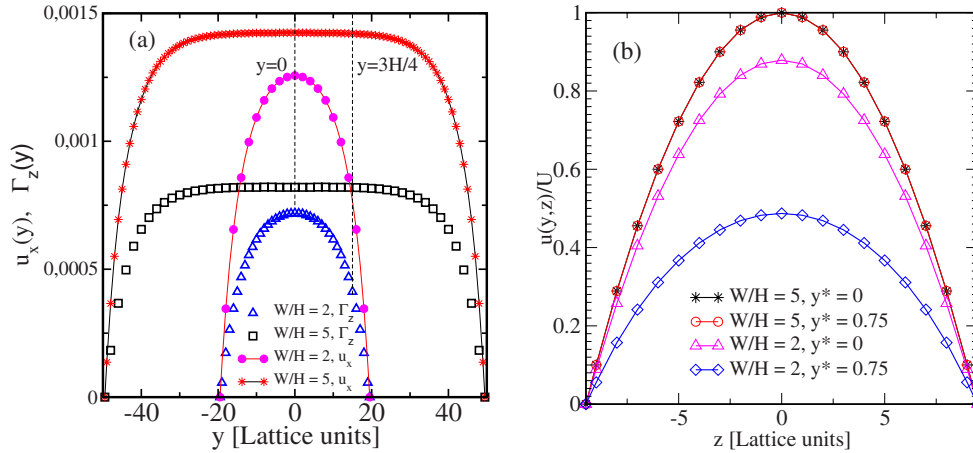 (a)
y=0
y=3H/4
0,0015
0,001
0,0005
0
u_x(y), Γ_z(y)
W/H = 2, Γ_z
W/H = 5, Γ_z
W/H = 2, u_x
W/H = 5, u_x
-40 -20 0 20 40
y [Lattice units]
(b)
1
0.8
0.6
0.4
0.2
0
u(y,z)/U
W/H = 5, y* = 0
W/H = 5, y* = 0.75
W/H = 2, y* = 0
W/H = 2, y* = 0.75
-5 0 5
z [Lattice units]